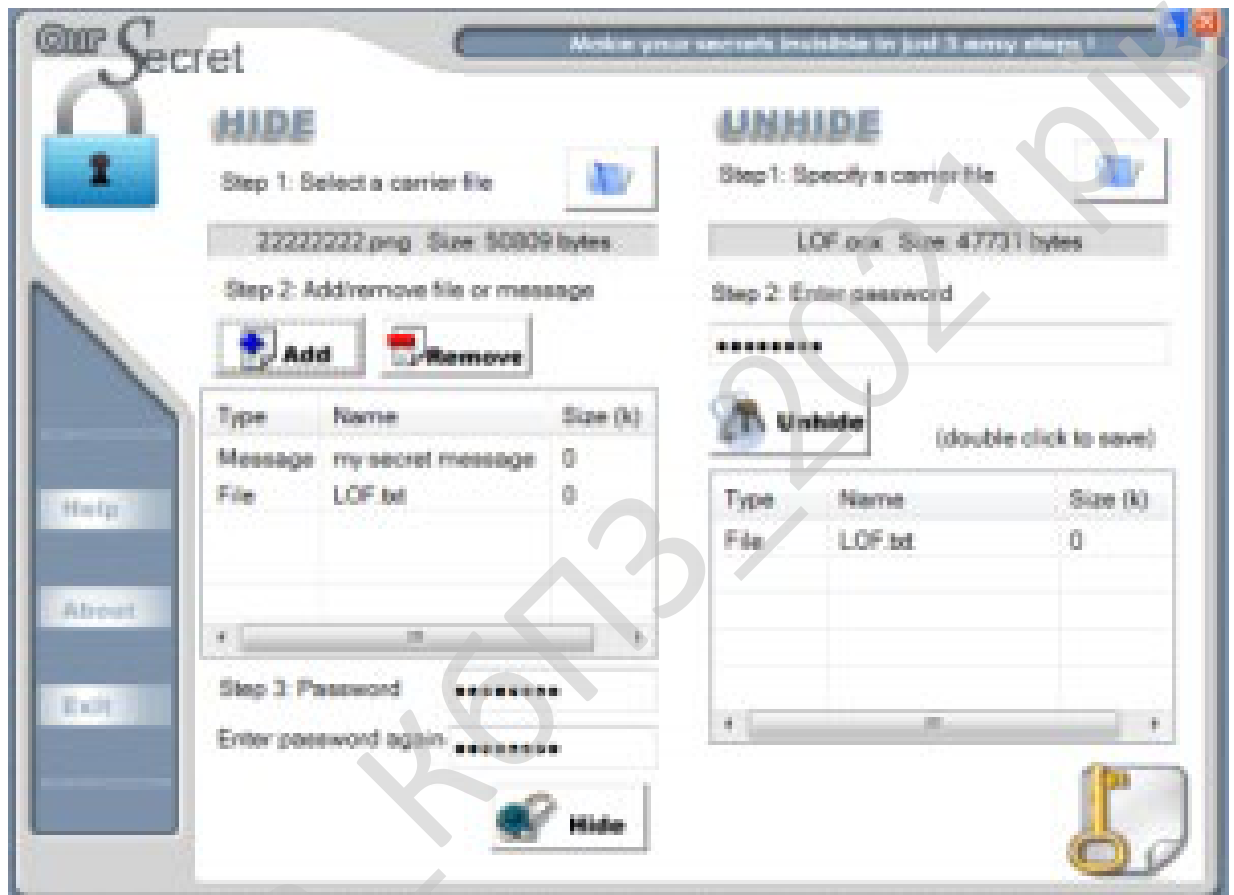 Our Secret
Make your secrets invisible in just 3 easy steps !
HIDE
Step 1: Select a carrier file
22222222.png Size: 50809 bytes
Step 2: Add/remove file or message
Add
Remove
Type Name Size (k)
Message my secret message 0
File LOF.txt 0
Step 3: Password
Enter password again
Hide
UNHIDE
Step1: Specify a carrier file
Size: 47731 bytes
Step 2: Enter password
Unhide
(double click to save)
Type Name Size (k)
File LOF.txt 0
Help
About
Exit
КбПЗ_2021 рік